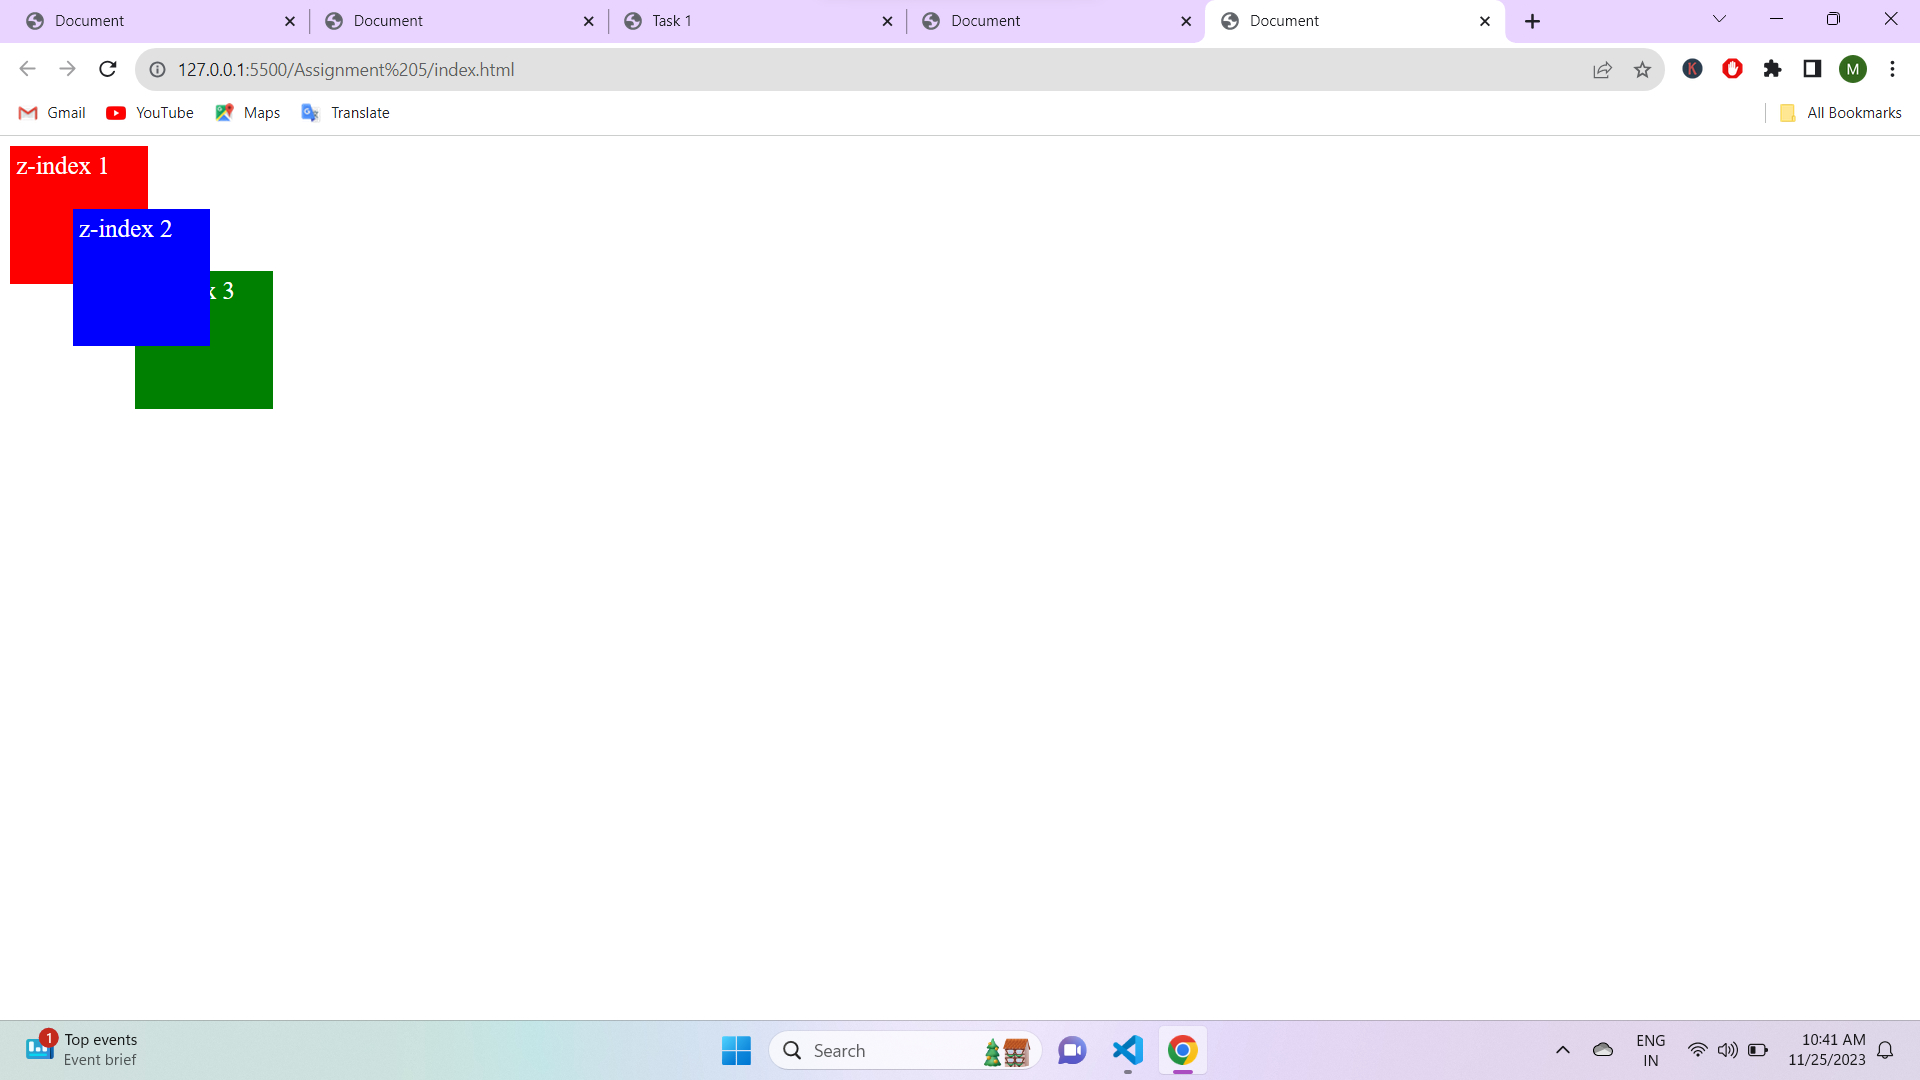 Document Document Task 1 Document Document
127.0.0.1:5500/Assignment%205/index.html
M
Gmail YouTube Maps Translate All Bookmarks
z-index 1
z-index 2
x 3
1
Top events
Event brief
Search
ENG
IN
10:41 AM
11/25/2023